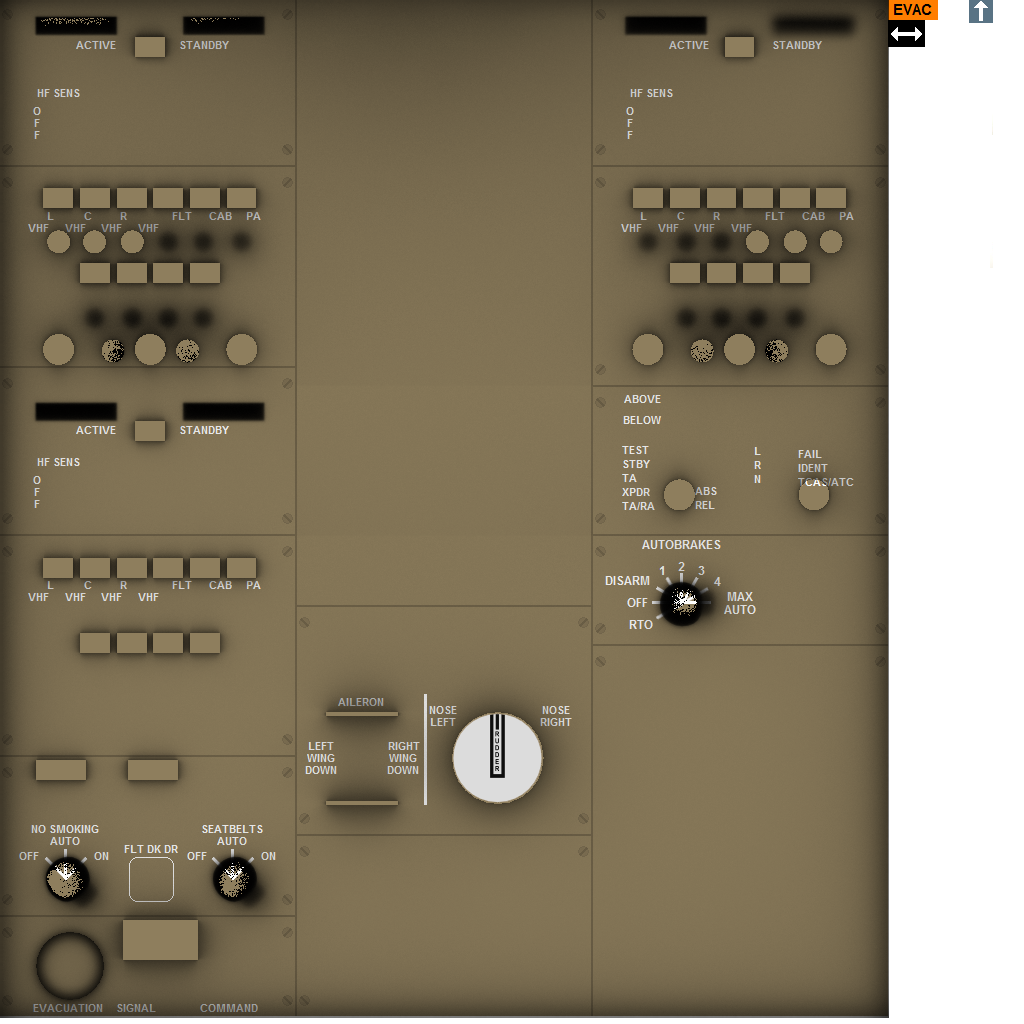 EVAC
ACTIVE STANDBY
ACTIVE STANDBY
HF SENS
O
F
F
HF SENS
O
F
F
L C R FLT CAB PA
VHF VHF VHF VHF
L C R FLT CAB PA
VHF VHF VHF VHF
ACTIVE STANDBY
HF SENS
O
F
F
ABOVE
BELOW
TEST
STBY
TA
XPDR
TA/RA
ABS
REL
L
R
N
FAIL
IDENT
TCAS/ATC
L C R FLT CAB PA
VHF VHF VHF VHF
AUTOBRAKES
DISARM 1 2 3 4
OFF
RTO
MAX
AUTO
AILERON
LEFT
WING
DOWN
RIGHT
WING
DOWN
NOSE
LEFT
RUDDER
NOSE
RIGHT
NO SMOKING
AUTO
OFF ON
FLT DK DR
SEATBELTS
AUTO
OFF ON
EVACUATION SIGNAL COMMAND